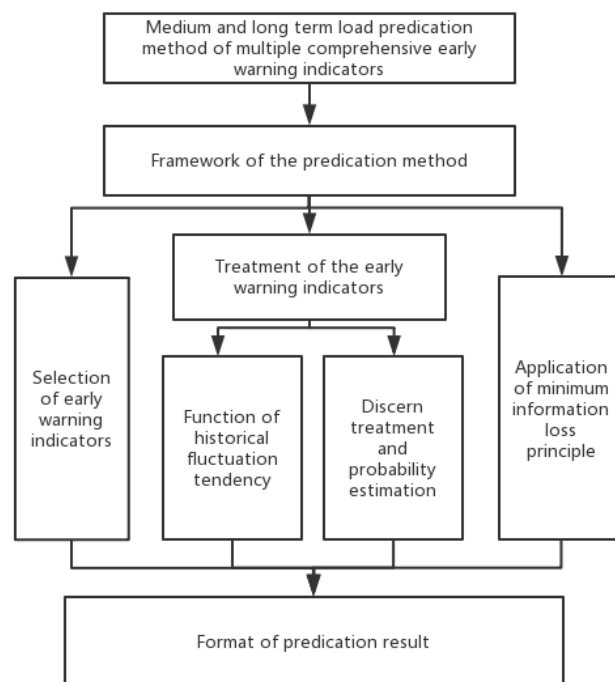 Medium and long term load predication
method of multiple comprehensive early
warning indicators
Framework of the predication method
Treatment of the early
warning indicators
Selection
of early
warning
indicators
Function of
historical
fluctuation
tendency
Discern
treatment
and
probability
estimation
Application
of minimum
information
loss
principle
Format of predication result